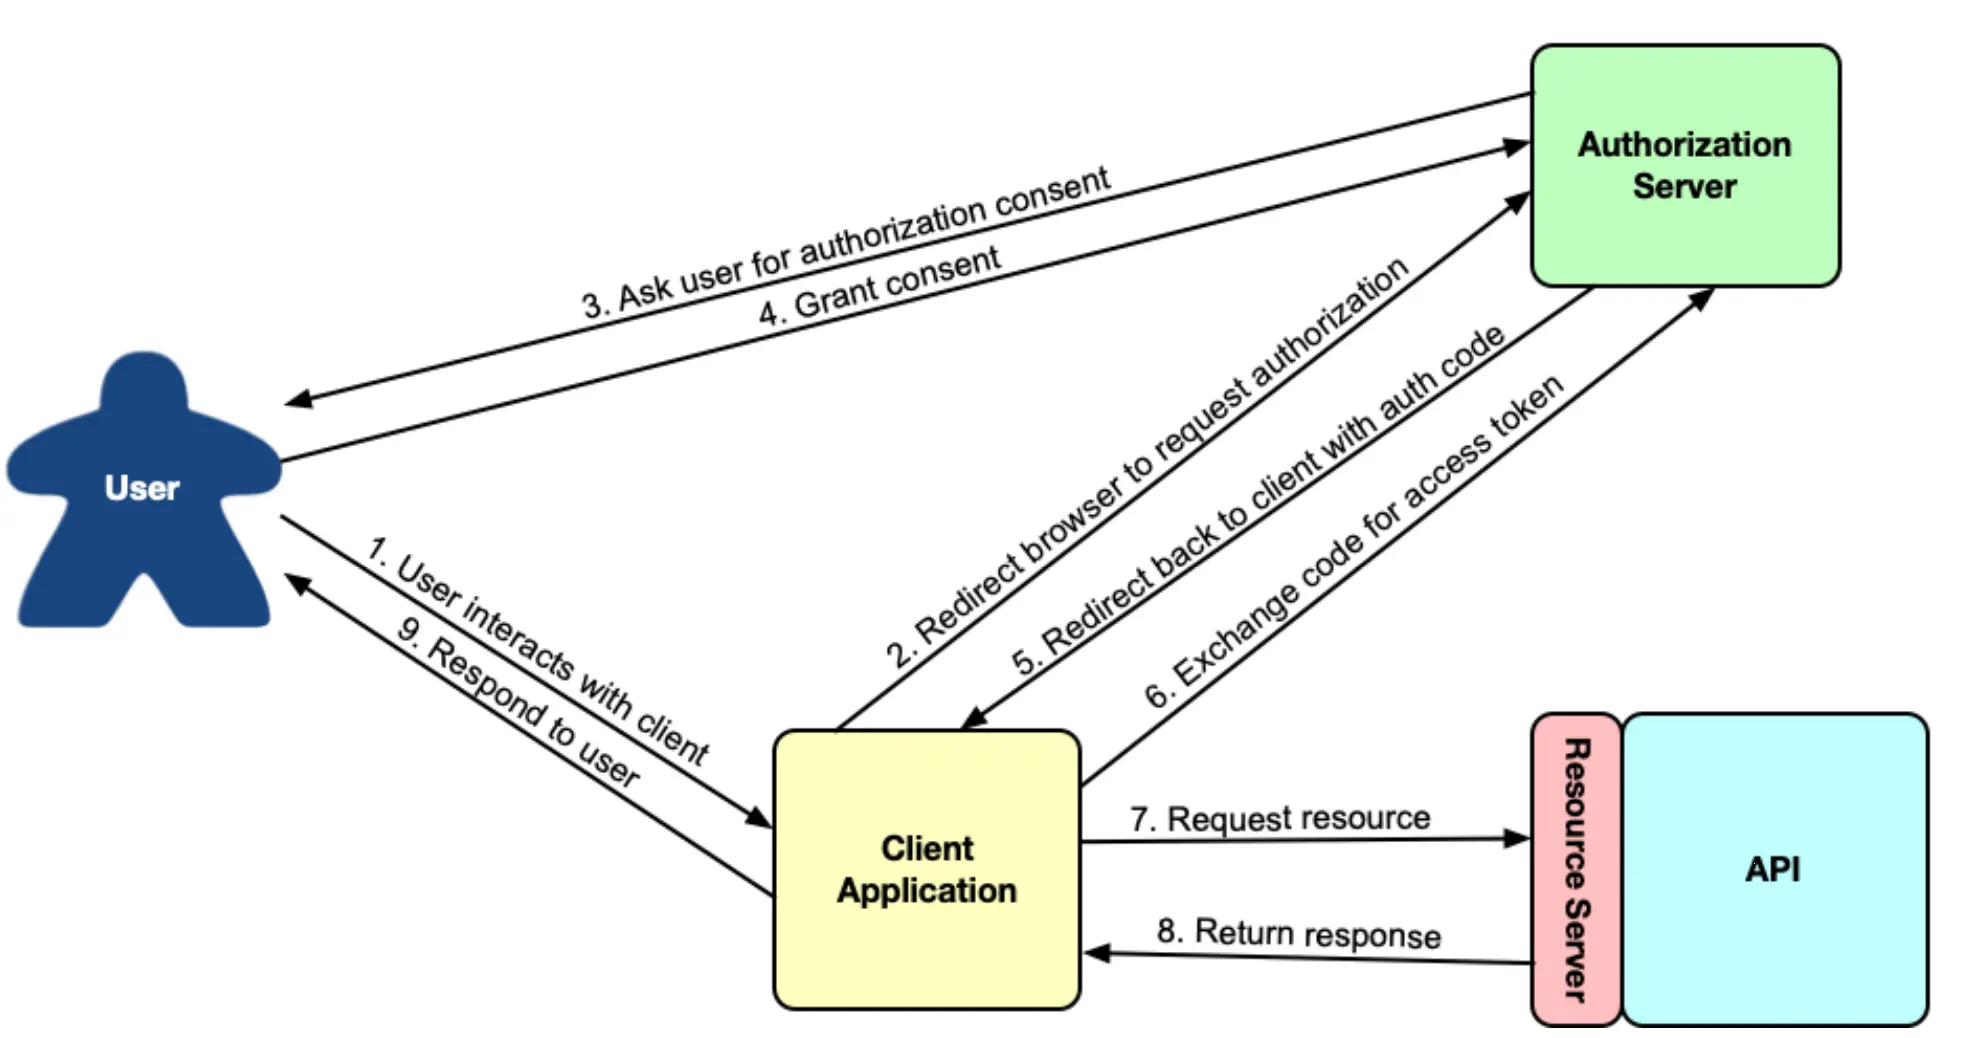 Authorization
Server
3. Ask user for authorization consent
4. Grant consent
2. Redirect browser to request authorization
5. Redirect back to client with auth code
6. Exchange code for access token
User
1. User interacts with client
9. Respond to user
Client
Application
7. Request resource
8. Return response
Resource Server
API